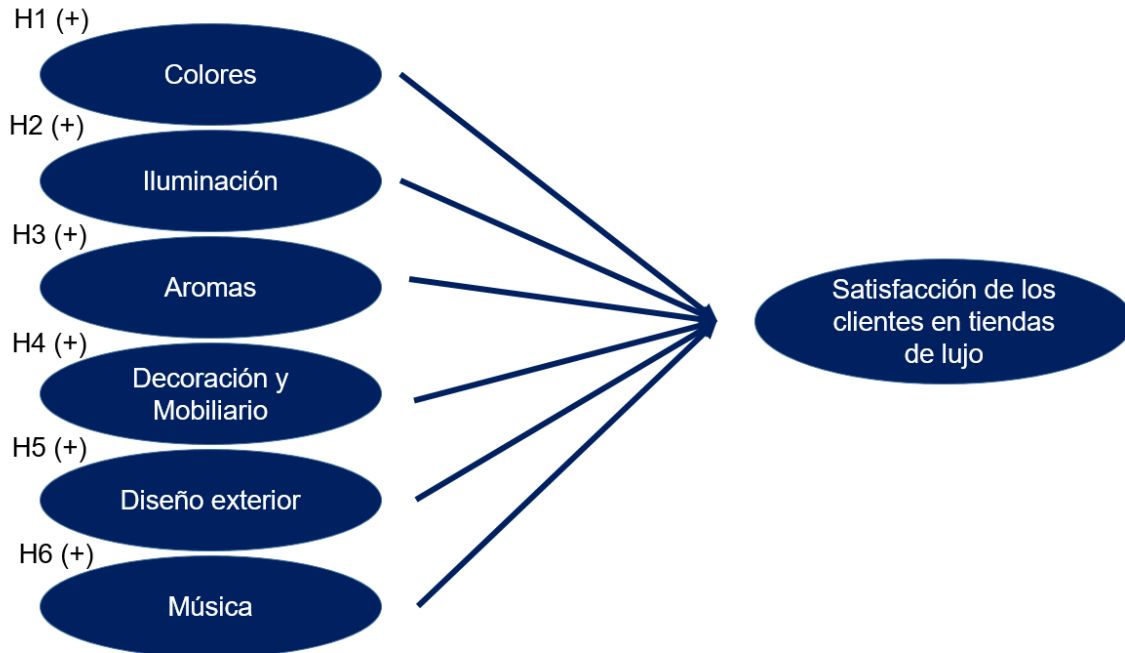 H1 (+)
Colores
H2 (+)
Iluminación
H3 (+)
Aromas
H4 (+)
Decoración y
Mobiliario
H5 (+)
Diseño exterior
H6 (+)
Música
Satisfacción de los
clientes en tiendas
de lujo